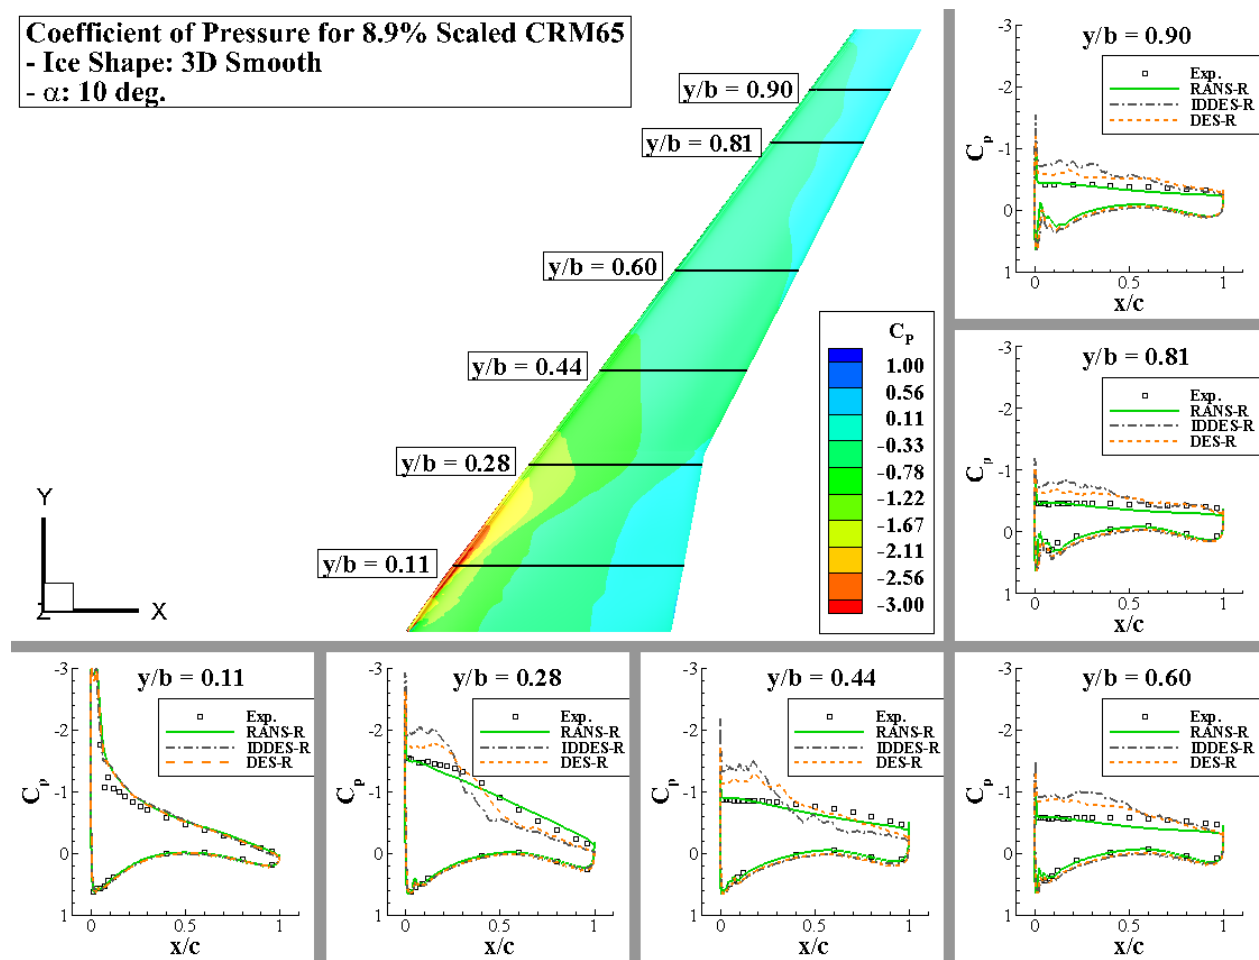 Coefficient of Pressure for 8.9% Scaled CRM65
- Ice Shape: 3D Smooth
- α: 10 deg.
y/b = 0.90
y/b = 0.81
y/b = 0.60
y/b = 0.44
y/b = 0.28
y/b = 0.11
Y
Z
X
C_P
1.00
0.56
0.11
-0.33
-0.78
-1.22
-1.67
-2.11
-2.56
-3.00
y/b = 0.90
Exp.
RANS-R
IDDES-R
DES-R
C_p
-3
-2
-1
0
1
0
0.5
1
x/c
y/b = 0.81
Exp.
RANS-R
IDDES-R
DES-R
C_p
-3
-2
-1
0
1
0
0.5
1
x/c
y/b = 0.11
Exp.
RANS-R
IDDES-R
DES-R
C_p
-3
-2
-1
0
1
0
0.5
1
x/c
y/b = 0.28
Exp.
RANS-R
IDDES-R
DES-R
C_p
-3
-2
-1
0
1
0
0.5
1
x/c
y/b = 0.44
Exp.
RANS-R
IDDES-R
DES-R
C_p
-3
-2
-1
0
1
0
0.5
1
x/c
y/b = 0.60
Exp.
RANS-R
IDDES-R
DES-R
C_p
-3
-2
-1
0
1
0
0.5
1
x/c